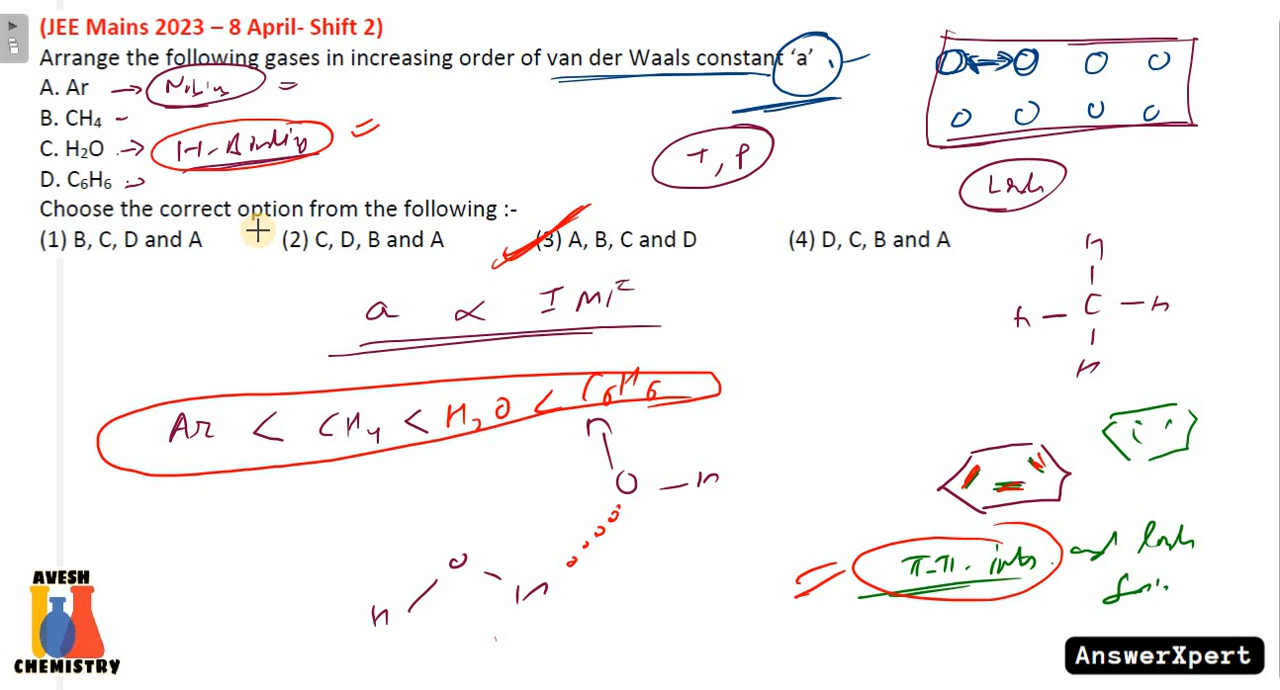 (JEE Mains 2023 – 8 April- Shift 2)
Arrange the following gases in increasing order of van der Waals constant ‘a’
A. Ar →
B. CH₄ -
C. H₂O → H-Bonding =
D. C₆H₆
T, P
Choose the correct option from the following :-
(1) B, C, D and A (2) C, D, B and A (3) A, B, C and D (4) D, C, B and A
a ∝ IMF
Ar < CH₄ < H₂O < C₆H₆
H
H — C — H
H
H
O — H
O
H H
π-π. and
AVESH
CHEMISTRY
AnswerXpert